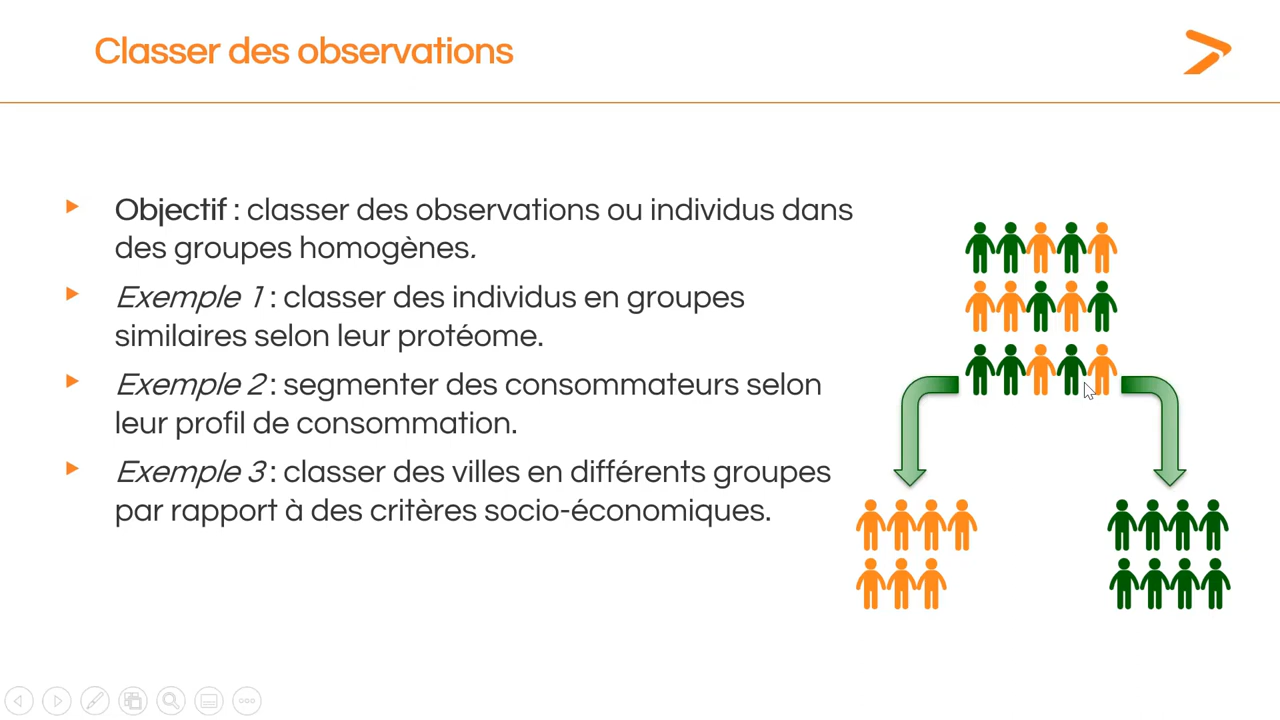 Classer des observations
Objectif : classer des observations ou individus dans
des groupes homogènes.
Exemple 1 : classer des individus en groupes
similaires selon leur protéome.
Exemple 2 : segmenter des consommateurs selon
leur profil de consommation.
Exemple 3 : classer des villes en différents groupes
par rapport à des critères socio-économiques.